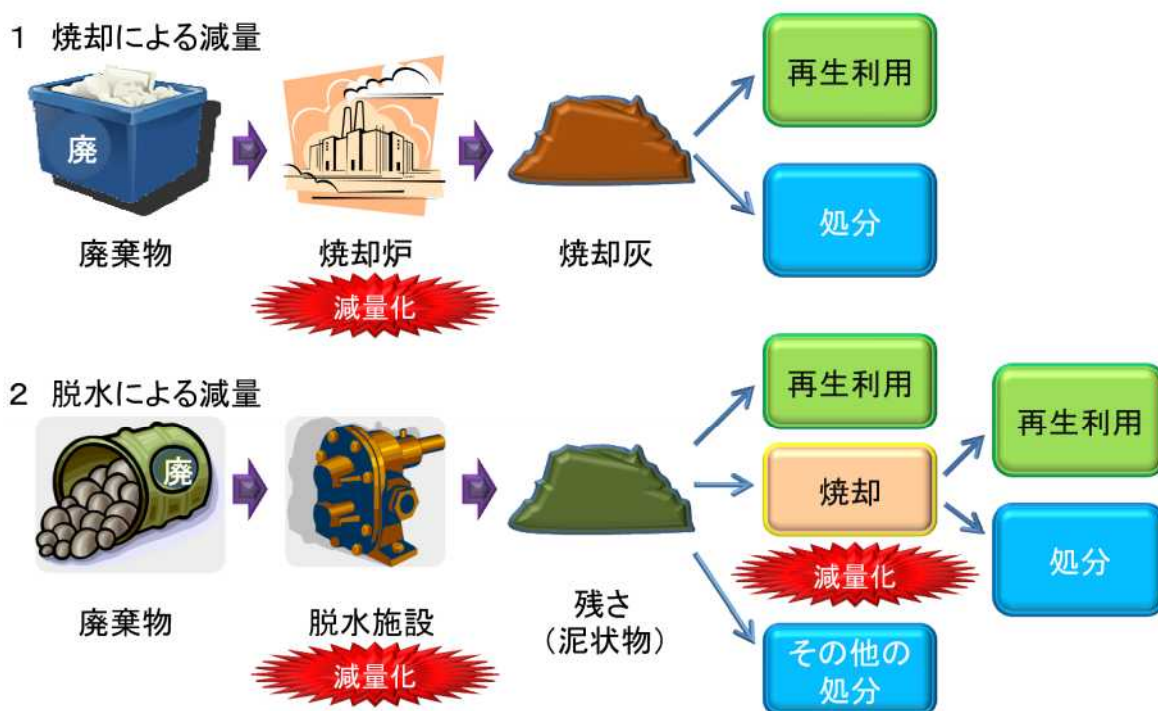 1 焼却による減量
廃
廃棄物
焼却炉
減量化
焼却灰
再生利用
処分
2 脱水による減量
廃
廃棄物
脱水施設
減量化
残さ
(泥状物)
再生利用
焼却
減量化
その他の
処分
再生利用
処分